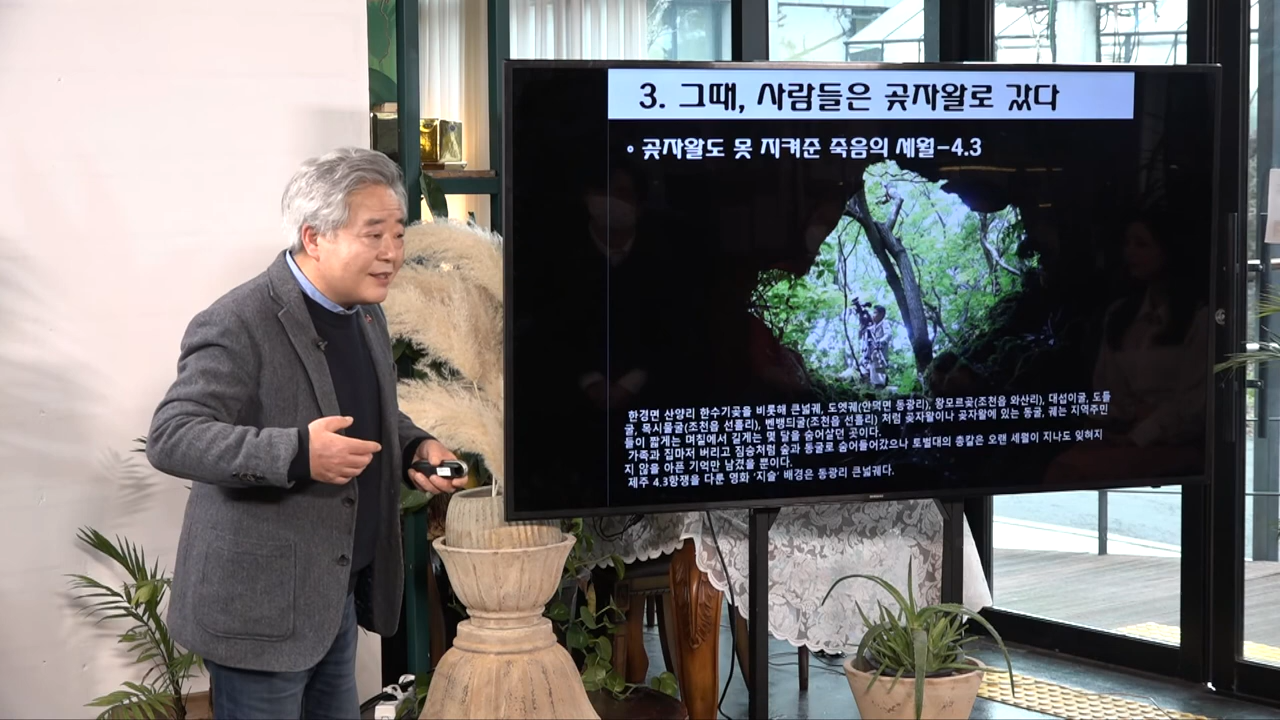 3. 그때, 사람들은 곶자왈로 갔다
◦ 곶자왈도 못 지켜준 죽음의 세월-4.3
한경면 산양리 한수기곶을 비롯해 큰넓궤, 도엣궤(안덕면 동광리), 왕모르곶(조천읍 와산리), 대섭이굴, 도틀
굴, 목시물굴(조천읍 선흘리), 벤뱅듸굴(조천읍 선흘리) 처럼 곶자왈이나 곶자왈에 있는 동굴, 궤는 지역주민
들이 짧게는 며칠에서 길게는 몇 달을 숨어살던 곳이다.
가족과 집마저 버리고 짐승처럼 숲과 동굴로 숨어들어갔으나 토벌대의 총칼은 오랜 세월이 지나도 잊혀지
지 않을 아픈 기억만 남겼을 뿐이다.
제주 4.3항쟁을 다룬 영화 '지슬' 배경은 동광리 큰넓궤다.
SAMSUNG